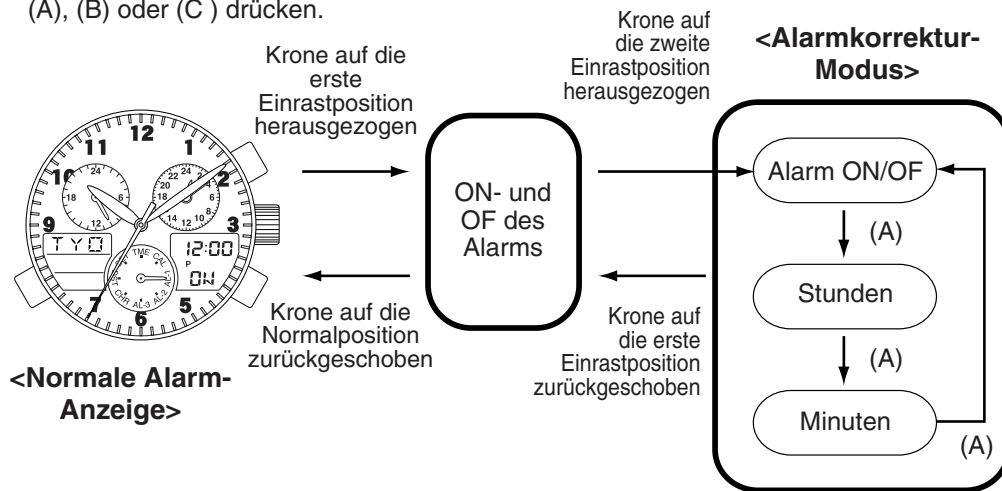 (A), (B) oder (C ) drücken.
Krone auf die
erste
Einrastposition
herausgezogen
Krone auf
die zweite
Einrastposition
herausgezogen
<Alarmkorrektur-
Modus>
12
11
1
10
2
9
3
7
5
6
24
18
6
12
22 24 2
20
4
18
6
16
8
14 12 10
TYO
12:00
P
ON
TME CAL AL-1 AL-2 AL-3 CHR
ON- und
OF des
Alarms
Alarm ON/OF
(A)
Stunden
(A)
Minuten
(A)
Krone auf die
Normalposition
zurückgeschoben
Krone auf
die erste
Einrastposition
zurückgeschoben
<Normale Alarm-
Anzeige>